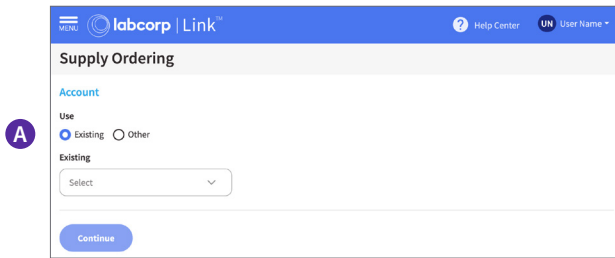 MENU labcorp | Link™ Help Center UN User Name
Supply Ordering
Account
Use
A
Existing Other
Existing
Select
Continue